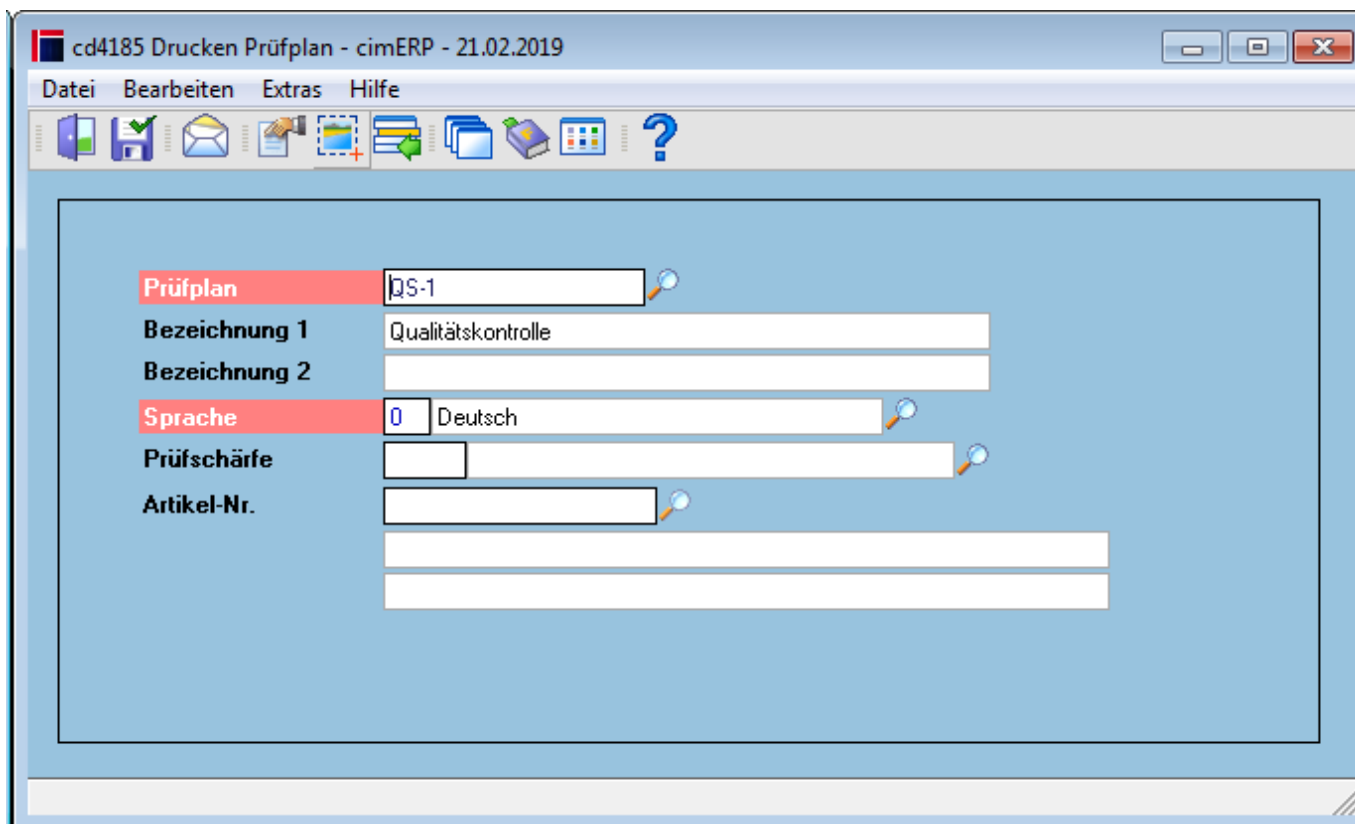 cd4185 Drucken Prüfplan - cimERP - 21.02.2019
Datei Bearbeiten Extras Hilfe
Prüfplan QS-1
Bezeichnung 1 Qualitätskontrolle
Bezeichnung 2
Sprache 0 Deutsch
Prüfschärfe
Artikel-Nr.